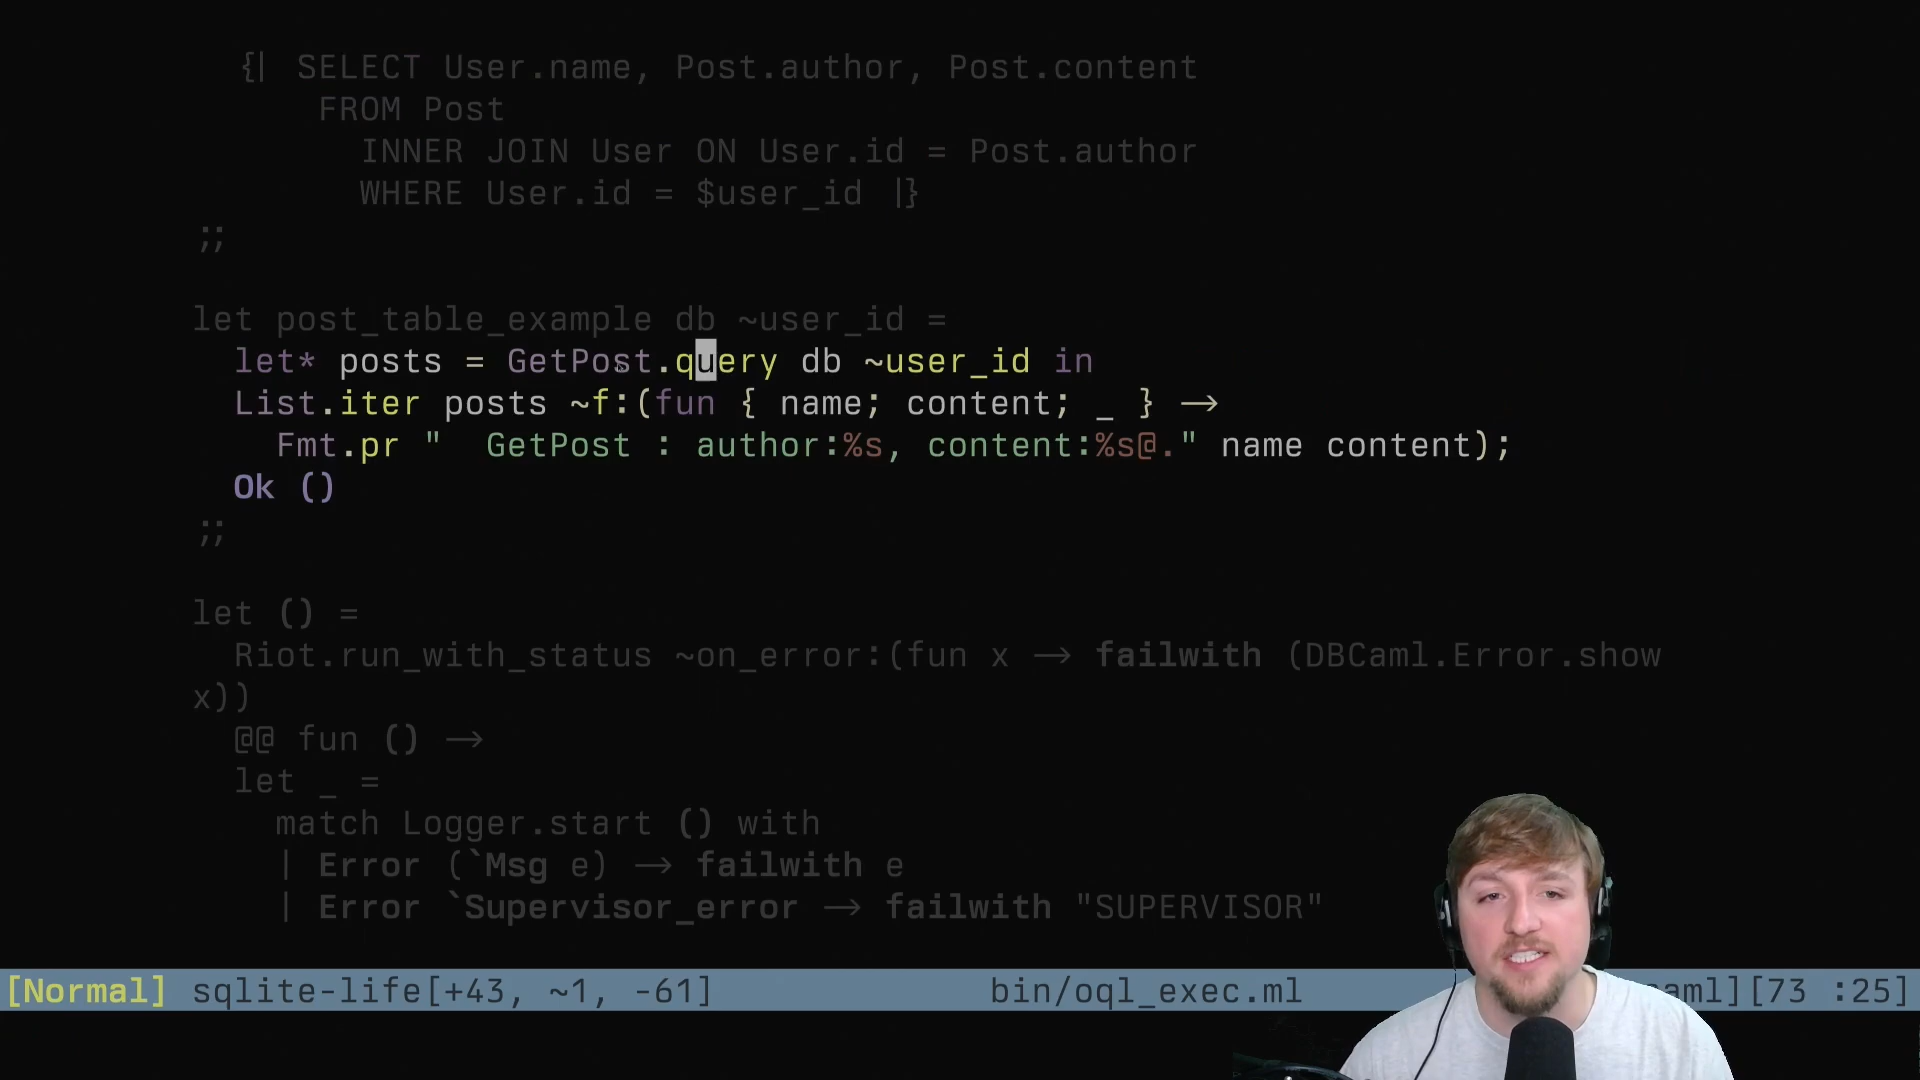 {| SELECT User.name, Post.author, Post.content
FROM Post
INNER JOIN User ON User.id = Post.author
WHERE User.id = $user_id |}
;;
let post_table_example db ~user_id =
let* posts = GetPost.query db ~user_id in
List.iter posts ~f:(fun { name; content; _ } ->
Fmt.pr "  GetPost : author:%s, content:%s@." name content);
Ok ()
;;
let () =
Riot.run_with_status ~on_error:(fun x -> failwith (DBCaml.Error.show
x))
@@ fun () ->
let _ =
match Logger.start () with
| Error (`Msg e) -> failwith e
| Error `Supervisor_error -> failwith "SUPERVISOR"
[Normal] sqlite-life[+43, ~1, -61] bin/oql_exec.ml aml][73 :25]